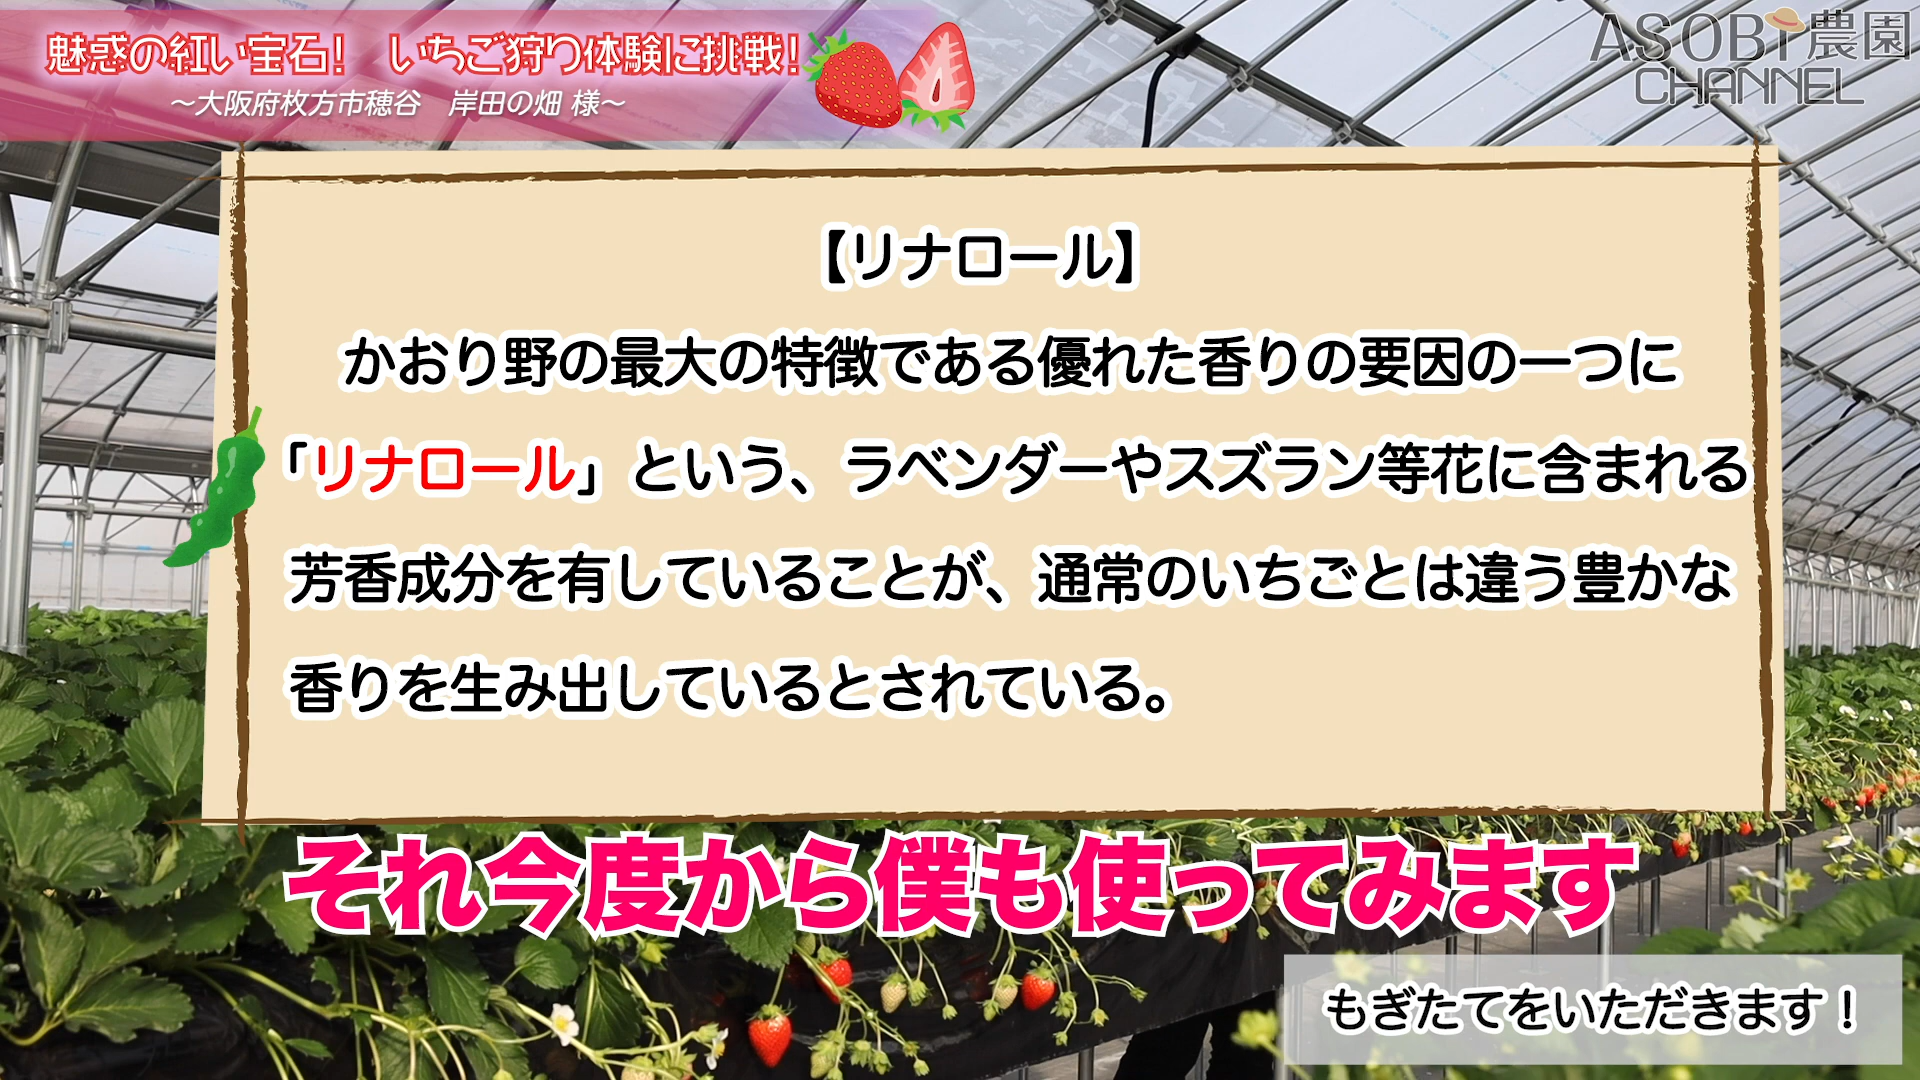 魅惑の紅い宝石！　いちご狩り体験に挑戦！
～大阪府枚方市穂谷　岸田の畑 様～
ASOBI農園
CHANNEL
【リナロール】
かおり野の最大の特徴である優れた香りの要因の一つに
「リナロール」という、ラベンダーやスズラン等花に含まれる
芳香成分を有していることが、通常のいちごとは違う豊かな
香りを生み出しているとされている。
それ今度から僕も使ってみます
もぎたてをいただきます！